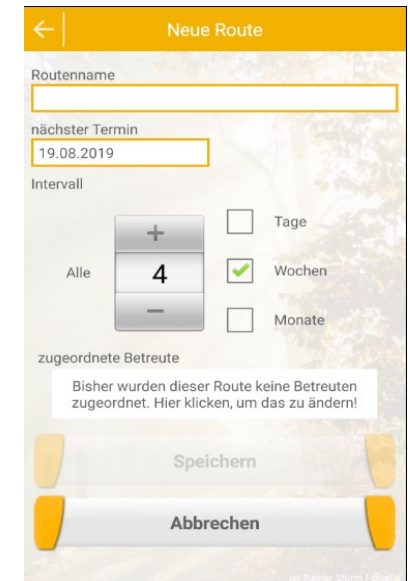 Neue Route
Routenname
nächster Termin
19.08.2019
Intervall
+
Tage
Alle
4
Wochen
−
Monate
zugeordnete Betreute
Bisher wurden dieser Route keine Betreuten
zugeordnet. Hier klicken, um das zu ändern!
Speichern
Abbrechen
(c) Rainer Sturm /